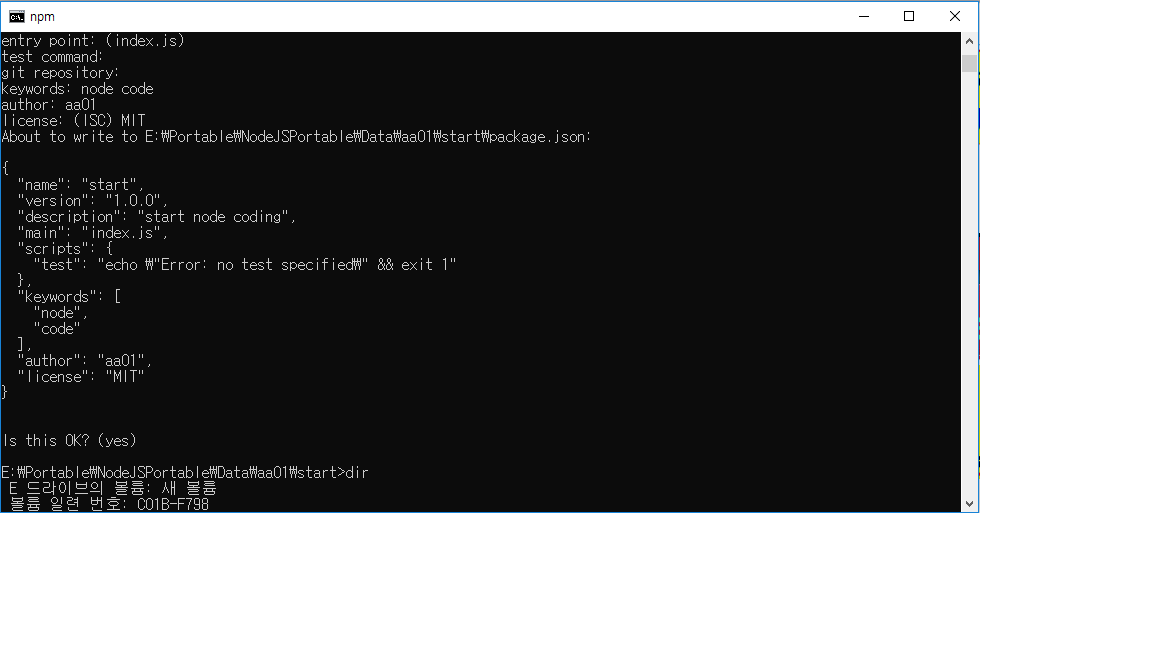 npm
entry point: (index.js)
test command:
git repository:
keywords: node code
author: aa01
license: (ISC) MIT
About to write to E:₩Portable₩NodeJSPortable₩Data₩aa01₩start₩package.json:
{
"name": "start",
"version": "1.0.0",
"description": "start node coding",
"main": "index.js",
"scripts": {
"test": "echo ₩"Error: no test specified₩" && exit 1"
},
"keywords": [
"node",
"code"
],
"author": "aa01",
"license": "MIT"
}
Is this OK? (yes)
E:₩Portable₩NodeJSPortable₩Data₩aa01₩start>dir
E 드라이브의 볼륨: 새 볼륨
볼륨 일련 번호: C01B-F798